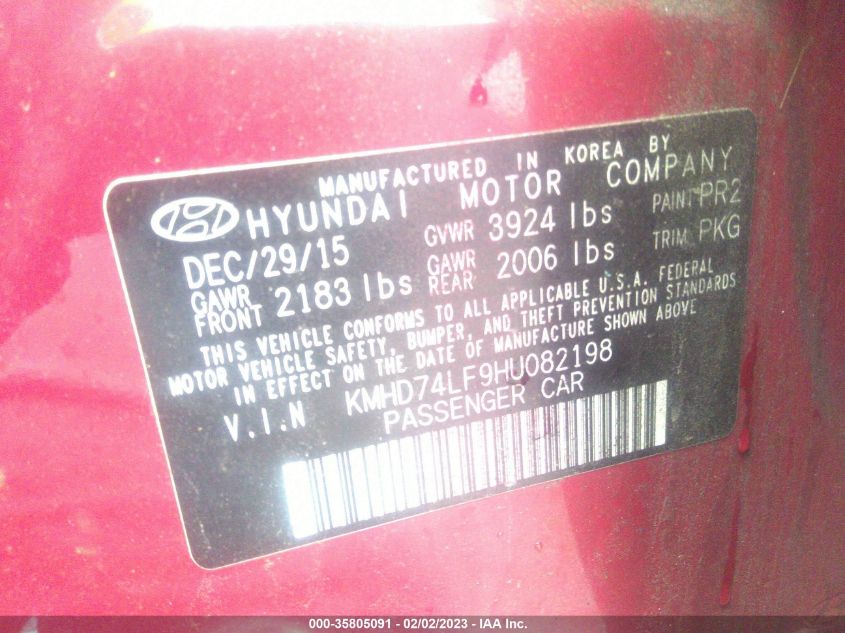 MANUFACTURED IN KOREA BY
HYUNDAI MOTOR COMPANY
DEC/29/15 GVWR 3924 lbs PAINT PR2
GAWR FRONT 2183 lbs GAWR REAR 2006 lbs TRIM PKG
THIS VEHICLE CONFORMS TO ALL APPLICABLE U.S.A. FEDERAL
MOTOR VEHICLE SAFETY, BUMPER, AND THEFT PREVENTION STANDARDS
IN EFFECT ON THE DATE OF MANUFACTURE SHOWN ABOVE
V.I.N KMHD74LF9HU082198
PASSENGER CAR
000-35805091 - 02/02/2023 - IAA Inc.